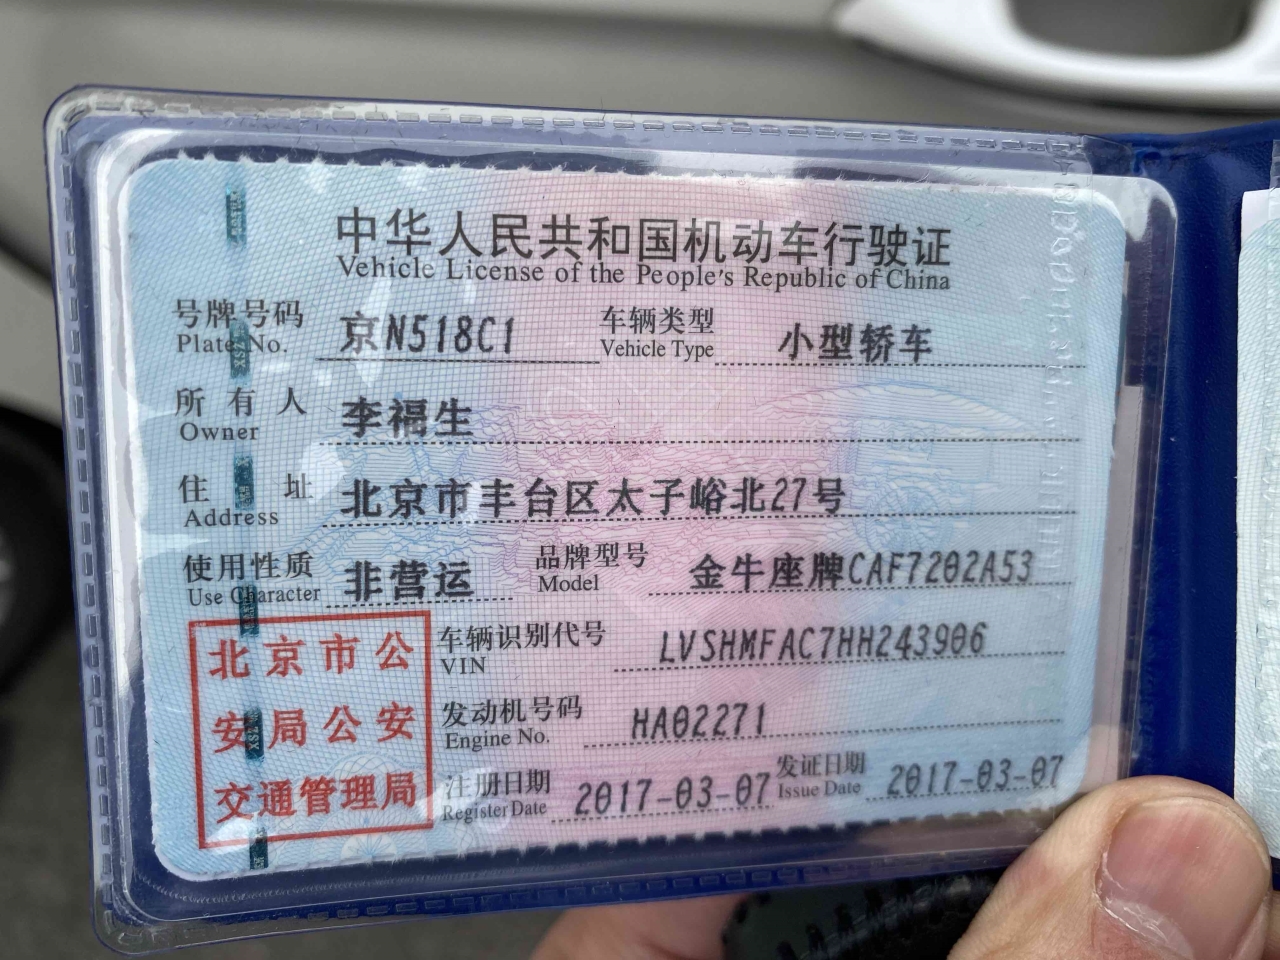 中华人民共和国机动车行驶证
Vehicle License of the People's Republic of China
号牌号码 京N518C1 车辆类型 小型轿车
Plate No. Vehicle Type
所有人 李福生
Owner
住址 北京市丰台区太子峪北27号
Address
使用性质 非营运 品牌型号 金牛座牌CAF7202A53
Use Character Model
北京市公安局公安交通管理局
车辆识别代号 LVSHMFAC7HH243906
VIN
发动机号码 HA02271
Engine No.
注册日期 2017-03-07 发证日期 2017-03-07
Register Date Issue Date